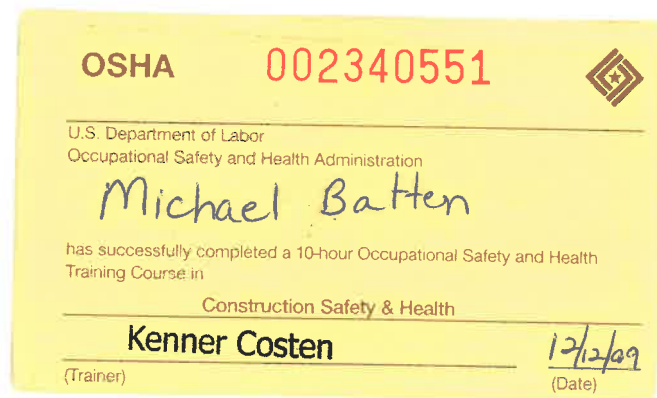 OSHA 002340551
U.S. Department of Labor
Occupational Safety and Health Administration
Michael Batten
has successfully completed a 10-hour Occupational Safety and Health
Training Course in
Construction Safety & Health
Kenner Costen 12/12/09
(Trainer) (Date)